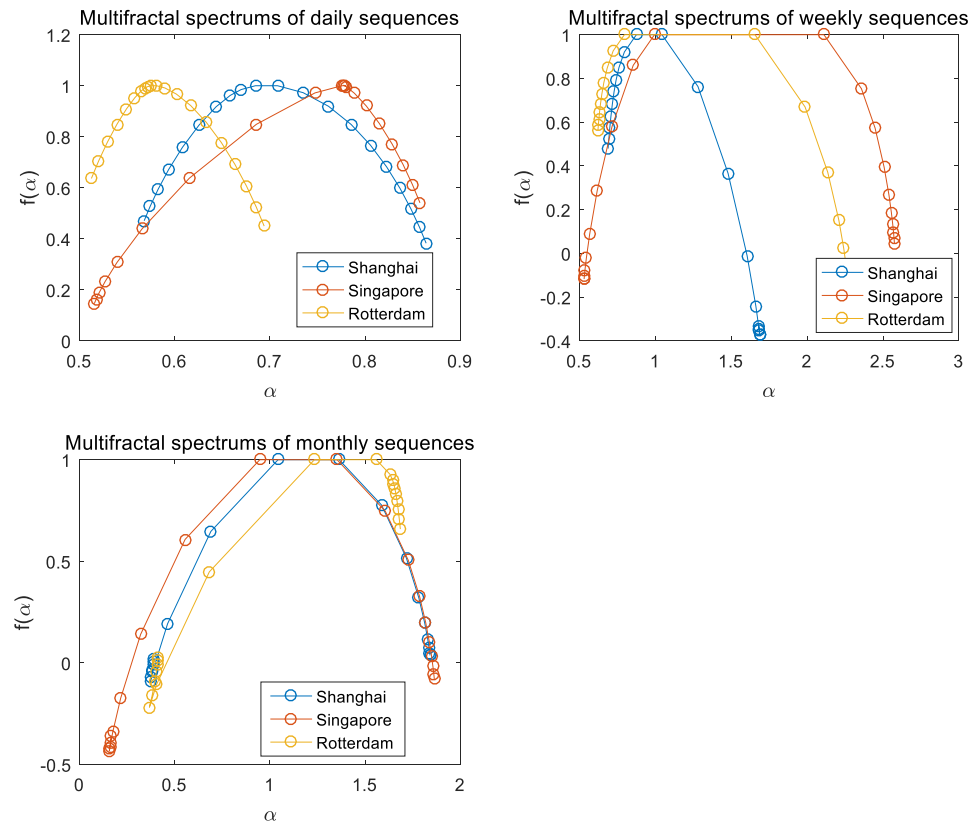 Multifractal spectrums of daily sequences
1.2
1
0.8
0.6
0.4
0.2
0
f(α)
0.5
0.6
0.7
0.8
0.9
α
Shanghai
Singapore
Rotterdam
Multifractal spectrums of weekly sequences
1
0.8
0.6
0.4
0.2
0
-0.2
-0.4
f(α)
0.5
1
1.5
2
2.5
3
α
Shanghai
Singapore
Rotterdam
Multifractal spectrums of monthly sequences
1
0.5
0
-0.5
f(α)
0
0.5
1
1.5
2
α
Shanghai
Singapore
Rotterdam